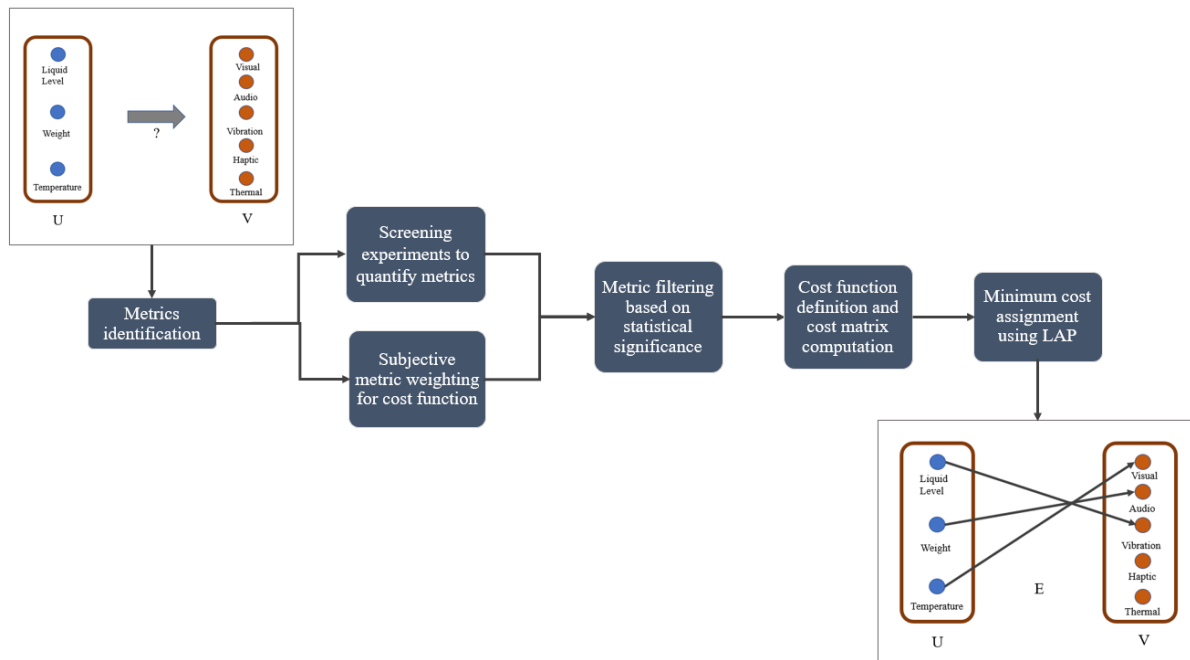 Liquid
Level
Weight
Temperature
U
?
Visual
Audio
Vibration
Haptic
Thermal
V
Metrics
identification
Screening
experiments to
quantify metrics
Subjective
metric weighting
for cost function
Metric filtering
based on
statistical
significance
Cost function
definition and
cost matrix
computation
Minimum cost
assignment
using LAP
Liquid
Level
Weight
Temperature
U
E
Visual
Audio
Vibration
Haptic
Thermal
V